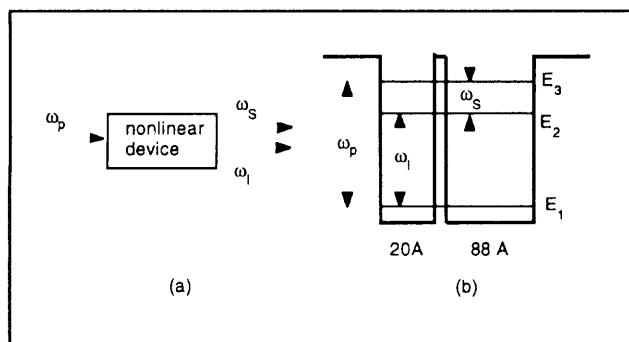 ω_p
nonlinear
device
ω_S
ω_I
(a)
ω_p
ω_I
ω_S
E_3
E_2
E_1
20A
88 A
(b)